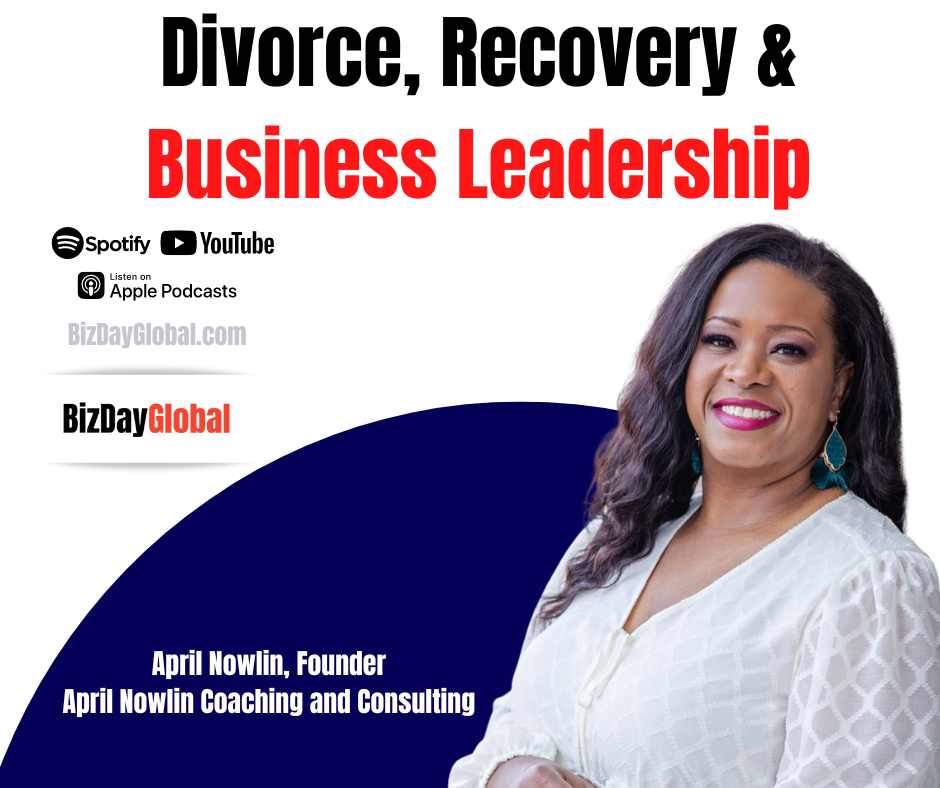 Divorce, Recovery &
Business Leadership
Spotify YouTube
Listen on
Apple Podcasts
BizDayGlobal.com
BizDayGlobal
April Nowlin, Founder
April Nowlin Coaching and Consulting